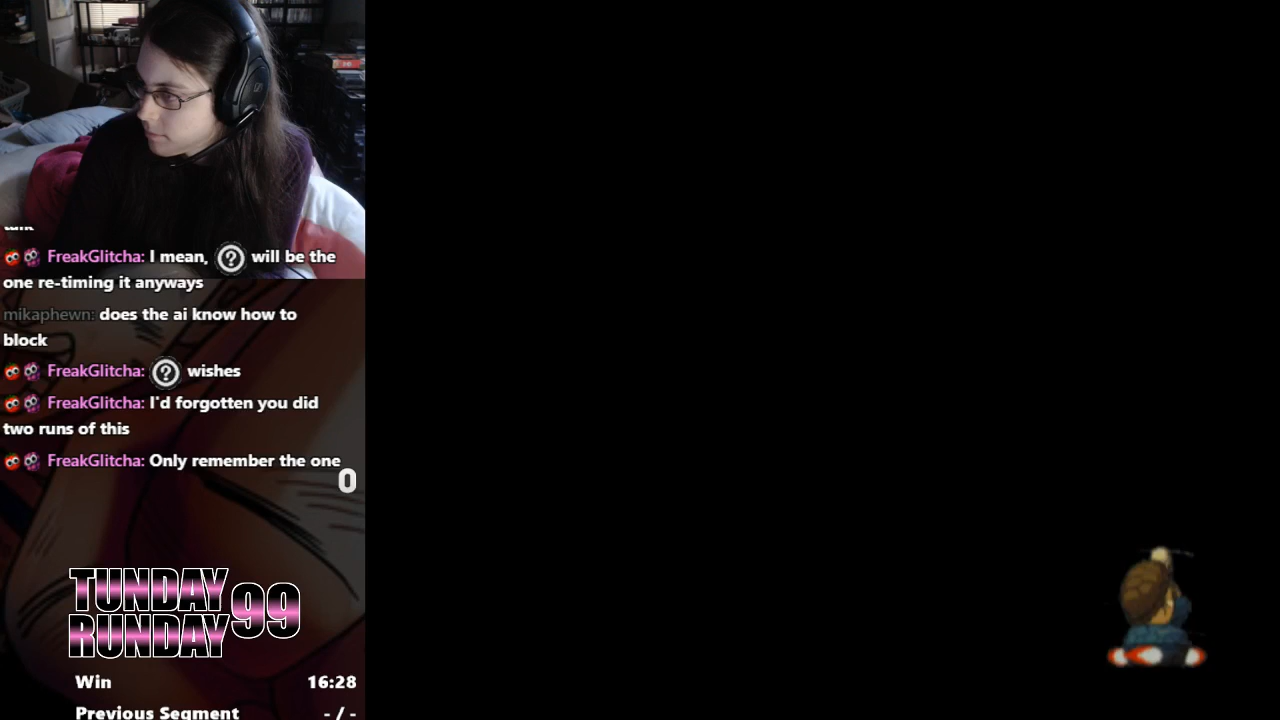 FreakGlitcha: I mean, ? will be the
one re-timing it anyways
mikaphewn: does the ai know how to
block
FreakGlitcha: ? wishes
FreakGlitcha: I'd forgotten you did
two runs of this
FreakGlitcha: Only remember the one
0
TUNDAY
RUNDAY 99
Win 16:28
Previous Segment - / -